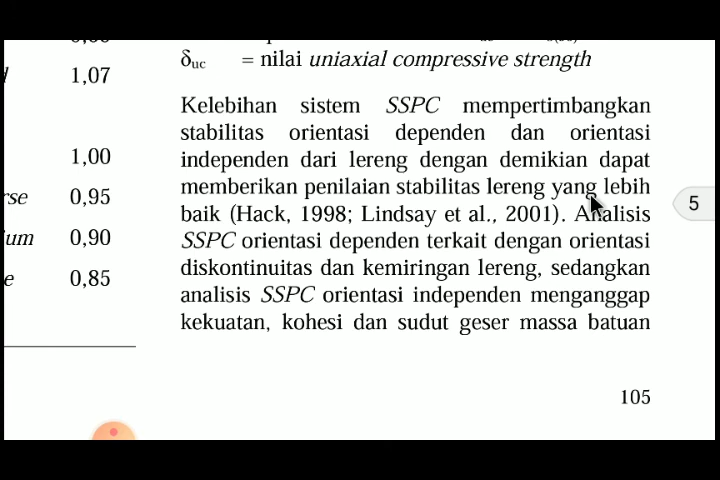 d 1,07
1,00
rse 0,95
ium 0,90
e 0,85
δuc = nilai uniaxial compressive strength
Kelebihan sistem SSPC mempertimbangkan
stabilitas orientasi dependen dan orientasi
independen dari lereng dengan demikian dapat
memberikan penilaian stabilitas lereng yang lebih
baik (Hack, 1998; Lindsay et al., 2001). Analisis
SSPC orientasi dependen terkait dengan orientasi
diskontinuitas dan kemiringan lereng, sedangkan
analisis SSPC orientasi independen menganggap
kekuatan, kohesi dan sudut geser massa batuan
105
5